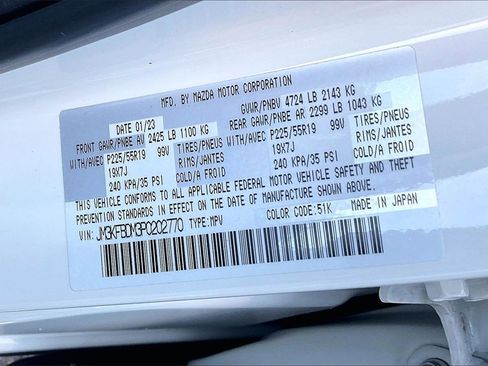 MFG. BY MAZDA MOTOR CORPORATION
DATE 01/23 GVWR/PNBV 4724 LB 2143 KG
FRONT GAWR/PNBE AV 2425 LB 1100 KG REAR GAWR/PNBE AR 2299 LB 1043 KG
WITH/AVEC P225/55R19 99V TIRES/PNEUS WITH/AVEC P225/55R19 99V TIRES/PNEUS
19X7J RIMS/JANTES 19X7J RIMS/JANTES
240 KPA/35 PSI COLD/A FROID 240 KPA/35 PSI COLD/A FROID
THIS VEHICLE CONFORMS TO ALL APPLICABLE FEDERAL MOTOR VEHICLE SAFETY AND THEFT
PREVENTION STANDARDS IN EFFECT ON THE DATE OF MANUFACTURE SHOWN ABOVE.
VIN: JM3KFBDM3P0202770 TYPE:MPV COLOR CODE:51K MADE IN JAPAN